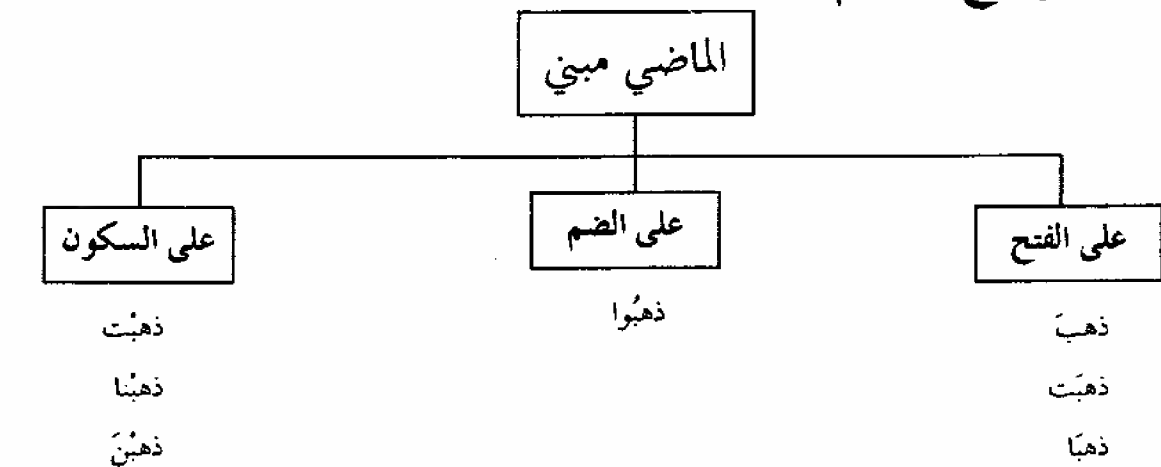 الماضي مبني
على الفتح
ذهبَ
ذهبَت
ذهبَا
على الضم
ذهبُوا
على السكون
ذهبْت
ذهبْنا
ذهبْنَ